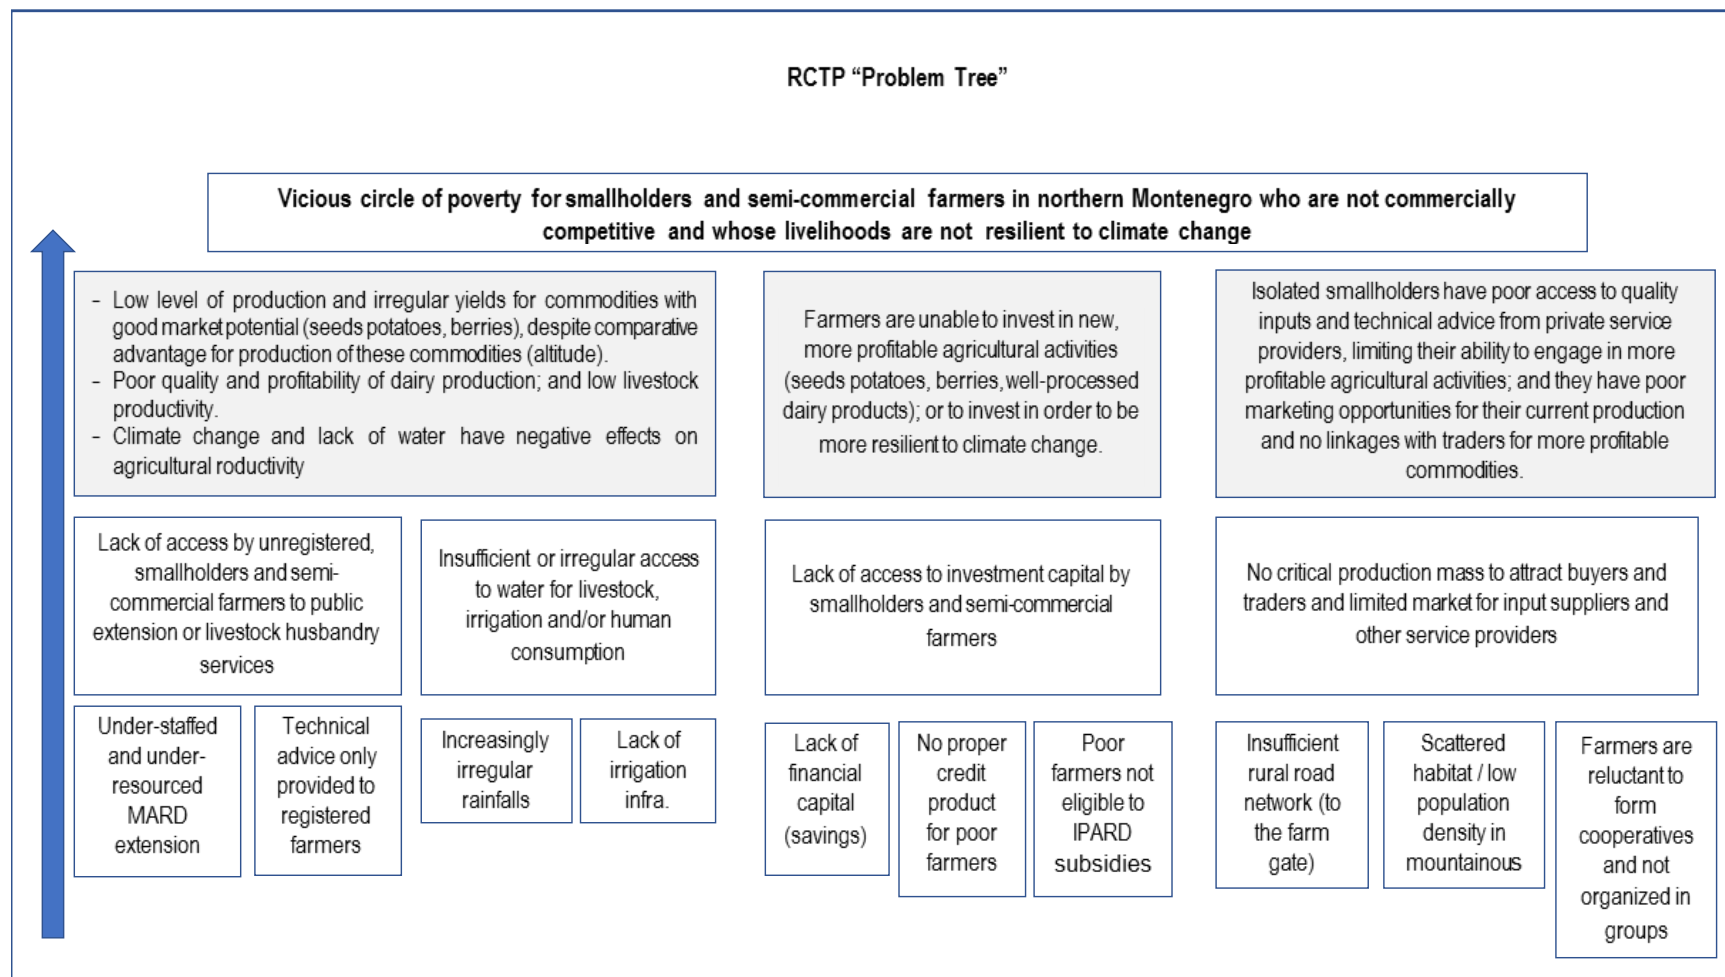 RCTP “Problem Tree”
Vicious circle of poverty for smallholders and semi-commercial farmers in northern Montenegro who are not commercially
competitive and whose livelihoods are not resilient to climate change
- Low level of production and irregular yields for commodities with
good market potential (seeds potatoes, berries), despite comparative
advantage for production of these commodities (altitude).
- Poor quality and profitability of dairy production; and low livestock
productivity.
- Climate change and lack of water have negative effects on
agricultural roductivity
Farmers are unable to invest in new,
more profitable agricultural activities
(seeds potatoes, berries, well-processed
dairy products); or to invest in order to be
more resilient to climate change.
Isolated smallholders have poor access to quality
inputs and technical advice from private service
providers, limiting their ability to engage in more
profitable agricultural activities; and they have poor
marketing opportunities for their current production
and no linkages with traders for more profitable
commodities.
Lack of access by unregistered,
smallholders and semi-
commercial farmers to public
extension or livestock husbandry
services
Insufficient or irregular access
to water for livestock,
irrigation and/or human
consumption
Lack of access to investment capital by
smallholders and semi-commercial
farmers
No critical production mass to attract buyers and
traders and limited market for input suppliers and
other service providers
Under-staffed
and under-
resourced
MARD
extension
Technical
advice only
provided to
registered
farmers
Increasingly
irregular
rainfalls
Lack of
irrigation
infra.
Lack of
financial
capital
(savings)
No proper
credit
product
for poor
farmers
Poor
farmers not
eligible to
IPARD
subsidies
Insufficient
rural road
network (to
the farm
gate)
Scattered
habitat / low
population
density in
mountainous
Farmers are
reluctant to
form
cooperatives
and not
organized in
groups